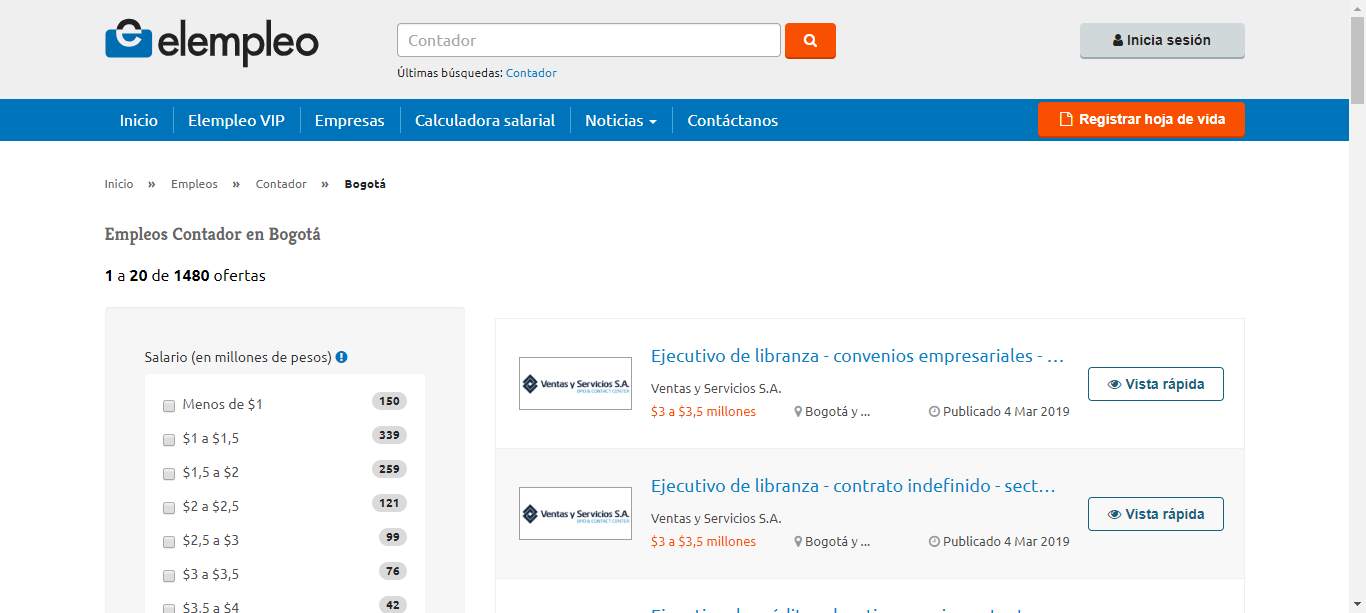 elempleo
Contador
Inicia sesión
Últimas búsquedas: Contador
Inicio Elempleo VIP Empresas Calculadora salarial Noticias Contáctanos Registrar hoja de vida
Inicio » Empleos » Contador » Bogotá
Empleos Contador en Bogotá
1 a 20 de 1480 ofertas
Salario (en millones de pesos)
Menos de $1 150
$1 a $1,5 339
$1,5 a $2 259
$2 a $2,5 121
$2,5 a $3 99
$3 a $3,5 76
$3,5 a $4 42
Ventas y Servicios S.A.
BPO & CONTACT CENTER
Ejecutivo de libranza - convenios empresariales - ...
Ventas y Servicios S.A.
$3 a $3,5 millones Bogotá y ... Publicado 4 Mar 2019
Vista rápida
Ventas y Servicios S.A.
BPO & CONTACT CENTER
Ejecutivo de libranza - contrato indefinido - sect...
Ventas y Servicios S.A.
$3 a $3,5 millones Bogotá y ... Publicado 4 Mar 2019
Vista rápida